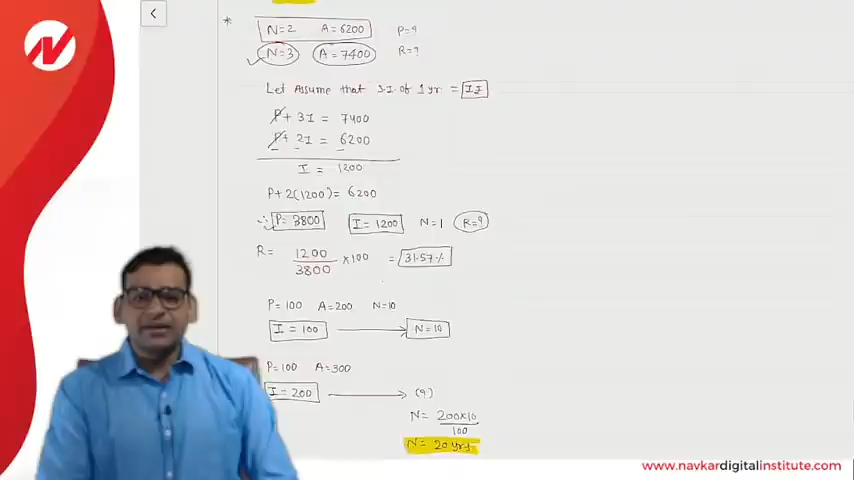 * N=2 A=6200 P=?
N=3 A=7400 R=?
Let Assume that S.I. of 1 yr = I
P+ 3I = 7400
P+ 2I = 6200
I = 1200
P+2(1200)= 6200
∴ P= 3800 I=1200 N=1 R=?
R= 1200/3800 ×100 = 31.57%
P=100 A=200 N=10
I = 100 → N=10
P=100 A=300
I = 200 → (?)
N= 200×10/100
N= 20 yrs
N
www.navkardigitalinstitute.com